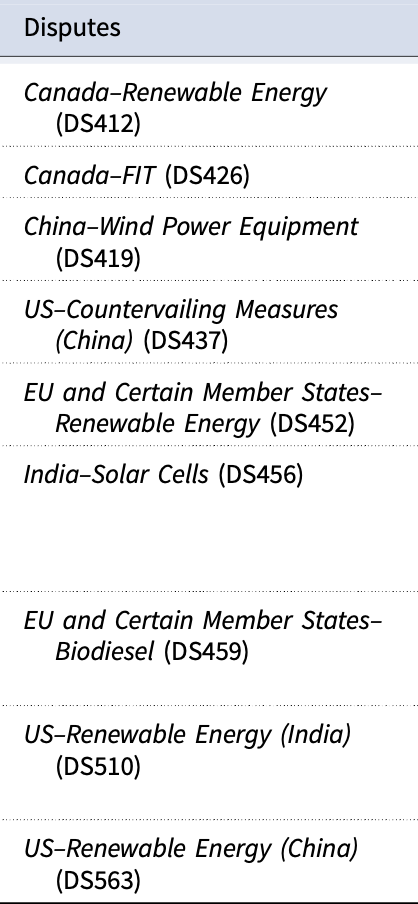 Disputes
Canada–Renewable Energy
(DS412)
Canada–FIT (DS426)
China–Wind Power Equipment
(DS419)
US–Countervailing Measures
(China) (DS437)
EU and Certain Member States–
Renewable Energy (DS452)
India–Solar Cells (DS456)
EU and Certain Member States–
Biodiesel (DS459)
US–Renewable Energy (India)
(DS510)
US–Renewable Energy (China)
(DS563)